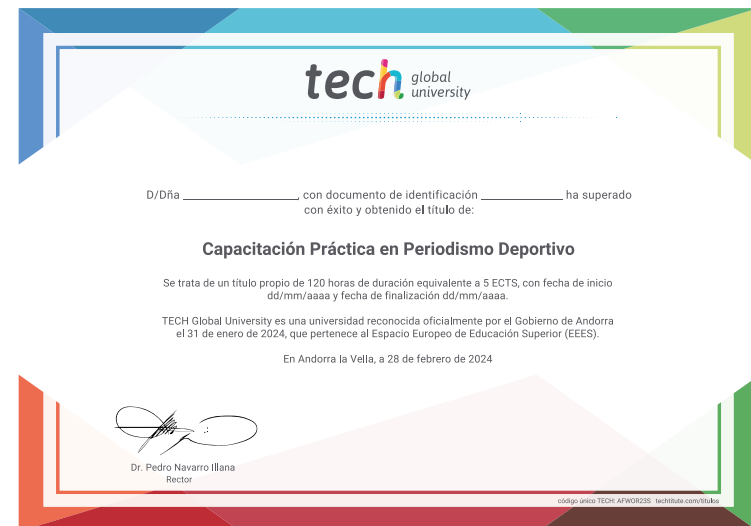 tech global university
D/Dña ____________________, con documento de identificación ______________ ha superado
con éxito y obtenido el título de:
Capacitación Práctica en Periodismo Deportivo
Se trata de un título propio de 120 horas de duración equivalente a 5 ECTS, con fecha de inicio
dd/mm/aaaa y fecha de finalización dd/mm/aaaa.
TECH Global University es una universidad reconocida oficialmente por el Gobierno de Andorra
el 31 de enero de 2024, que pertenece al Espacio Europeo de Educación Superior (EEES).
En Andorra la Vella, a 28 de febrero de 2024
Dr. Pedro Navarro Illana
Rector
código único TECH: AFWOR23S techtitute.com/titulos